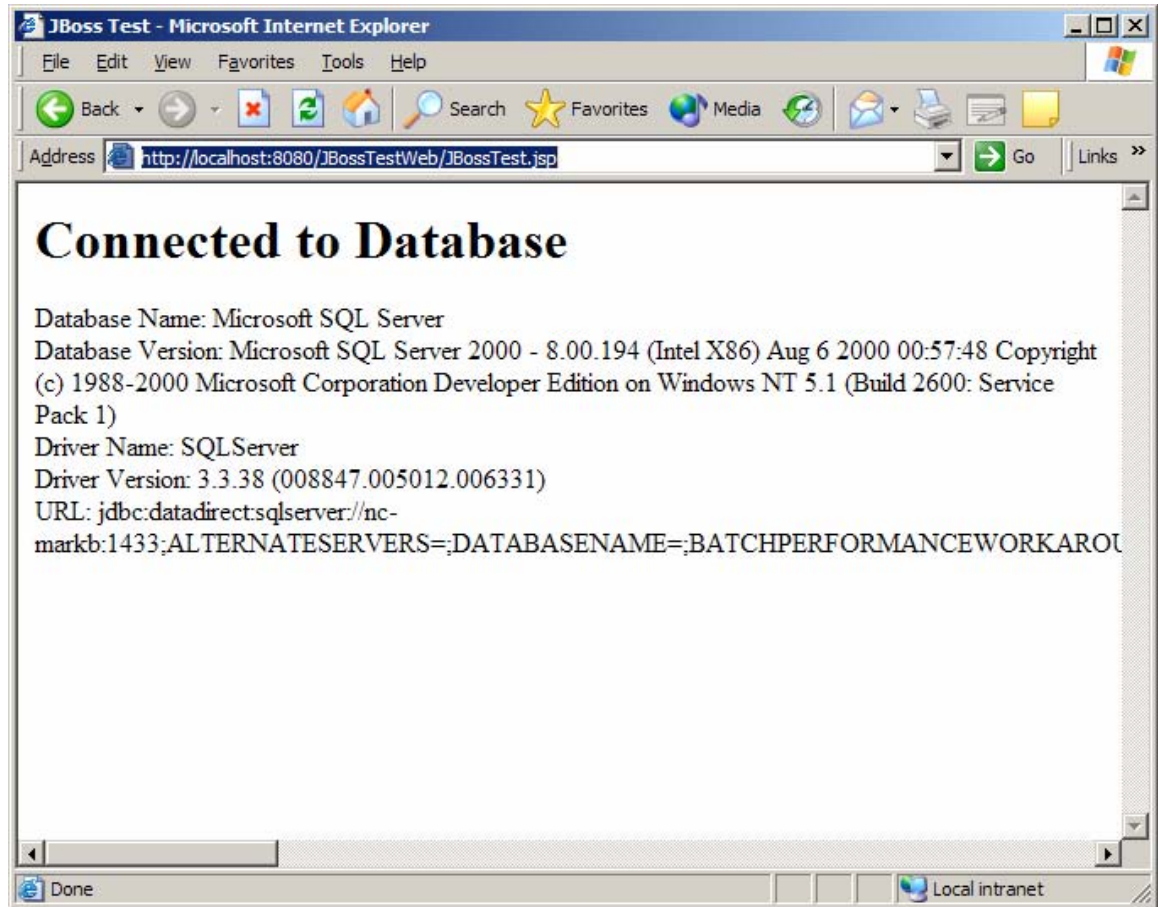 JBoss Test - Microsoft Internet Explorer
File Edit View Favorites Tools Help
Back Search Favorites Media
Address http://localhost:8080/JBossTestWeb/JBossTest.jsp Go Links »
Connected to Database
Database Name: Microsoft SQL Server
Database Version: Microsoft SQL Server 2000 - 8.00.194 (Intel X86) Aug 6 2000 00:57:48 Copyright
(c) 1988-2000 Microsoft Corporation Developer Edition on Windows NT 5.1 (Build 2600: Service
Pack 1)
Driver Name: SQLServer
Driver Version: 3.3.38 (008847.005012.006331)
URL: jdbc:datadirect:sqlserver://nc-
markb:1433;ALTERNATESERVERS=;DATABASENAME=;BATCHPERFORMANCEWORKAROU
Done Local intranet